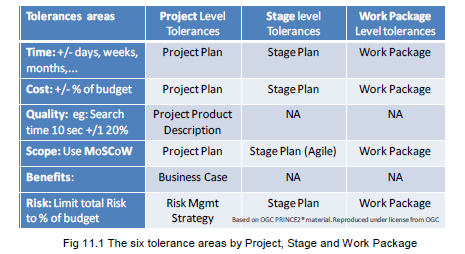 Tolerances areas Project Level Tolerances Stage level Tolerances Work Package Level tolerances
Time: +/- days, weeks, months,... Project Plan Stage Plan Work Package
Cost: +/- % of budget Project Plan Stage Plan Work Package
Quality: eg: Search time 10 sec +/1 20% Project Product Description NA NA
Scope: Use MoSCoW Project Plan Stage Plan (Agile) Work Package
Benefits: Business Case NA NA
Risk: Limit total Risk to % of budget Risk Mgmt Strategy Stage Plan Work Package
Based on OGC PRINCE2® material. Reproduced under license from OGC
Fig 11.1 The six tolerance areas by Project, Stage and Work Package